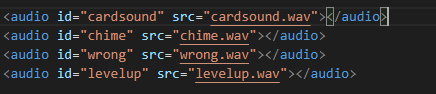 <audio id="cardsound" src="cardsound.wav"></audio>
<audio id="chime" src="chime.wav"></audio>
<audio id="wrong" src="wrong.wav"></audio>
<audio id="levelup" src="levelup.wav"></audio>